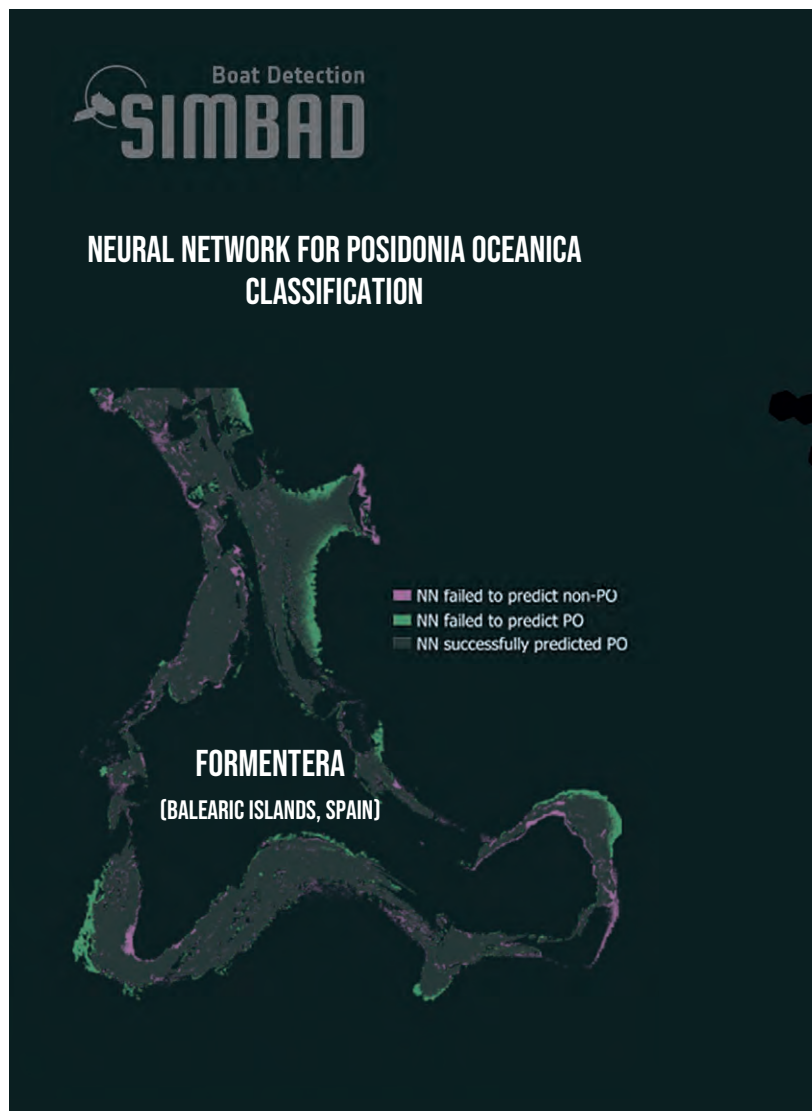 Boat Detection
SIMBAD
NEURAL NETWORK FOR POSIDONIA OCEANICA
CLASSIFICATION
NN failed to predict non-PO
NN failed to predict PO
NN successfully predicted PO
FORMENTERA
(BALEARIC ISLANDS, SPAIN)